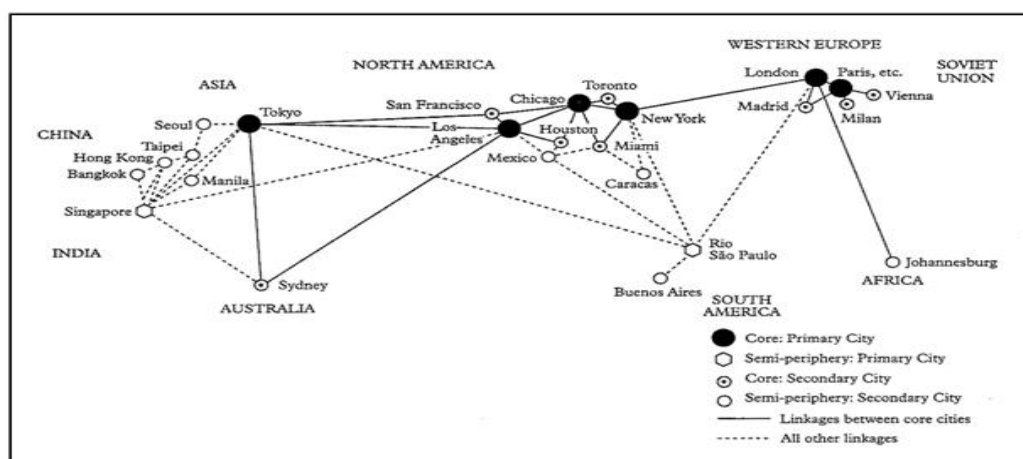 WESTERN EUROPE
NORTH AMERICA
SOVIET
UNION
ASIA
London
Paris, etc.
Toronto
San Francisco
Chicago
Vienna
Madrid
Milan
Tokyo
New York
CHINA
Seoul
Los
Angeles
Houston
Miami
Taipei
Hong Kong
Mexico
Bangkok
Manila
Caracas
Singapore
Rio
São Paulo
INDIA
Johannesburg
Sydney
Buenos Aires
AFRICA
AUSTRALIA
SOUTH
AMERICA
Core: Primary City
Semi-periphery: Primary City
Core: Secondary City
Semi-periphery: Secondary City
Linkages between core cities
All other linkages